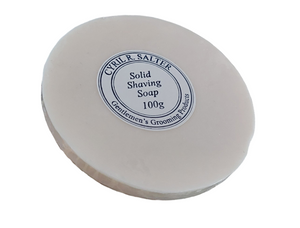 CYRIL R. SALTER
Solid
Shaving
Soap
100g
Gentlemen's Grooming Products